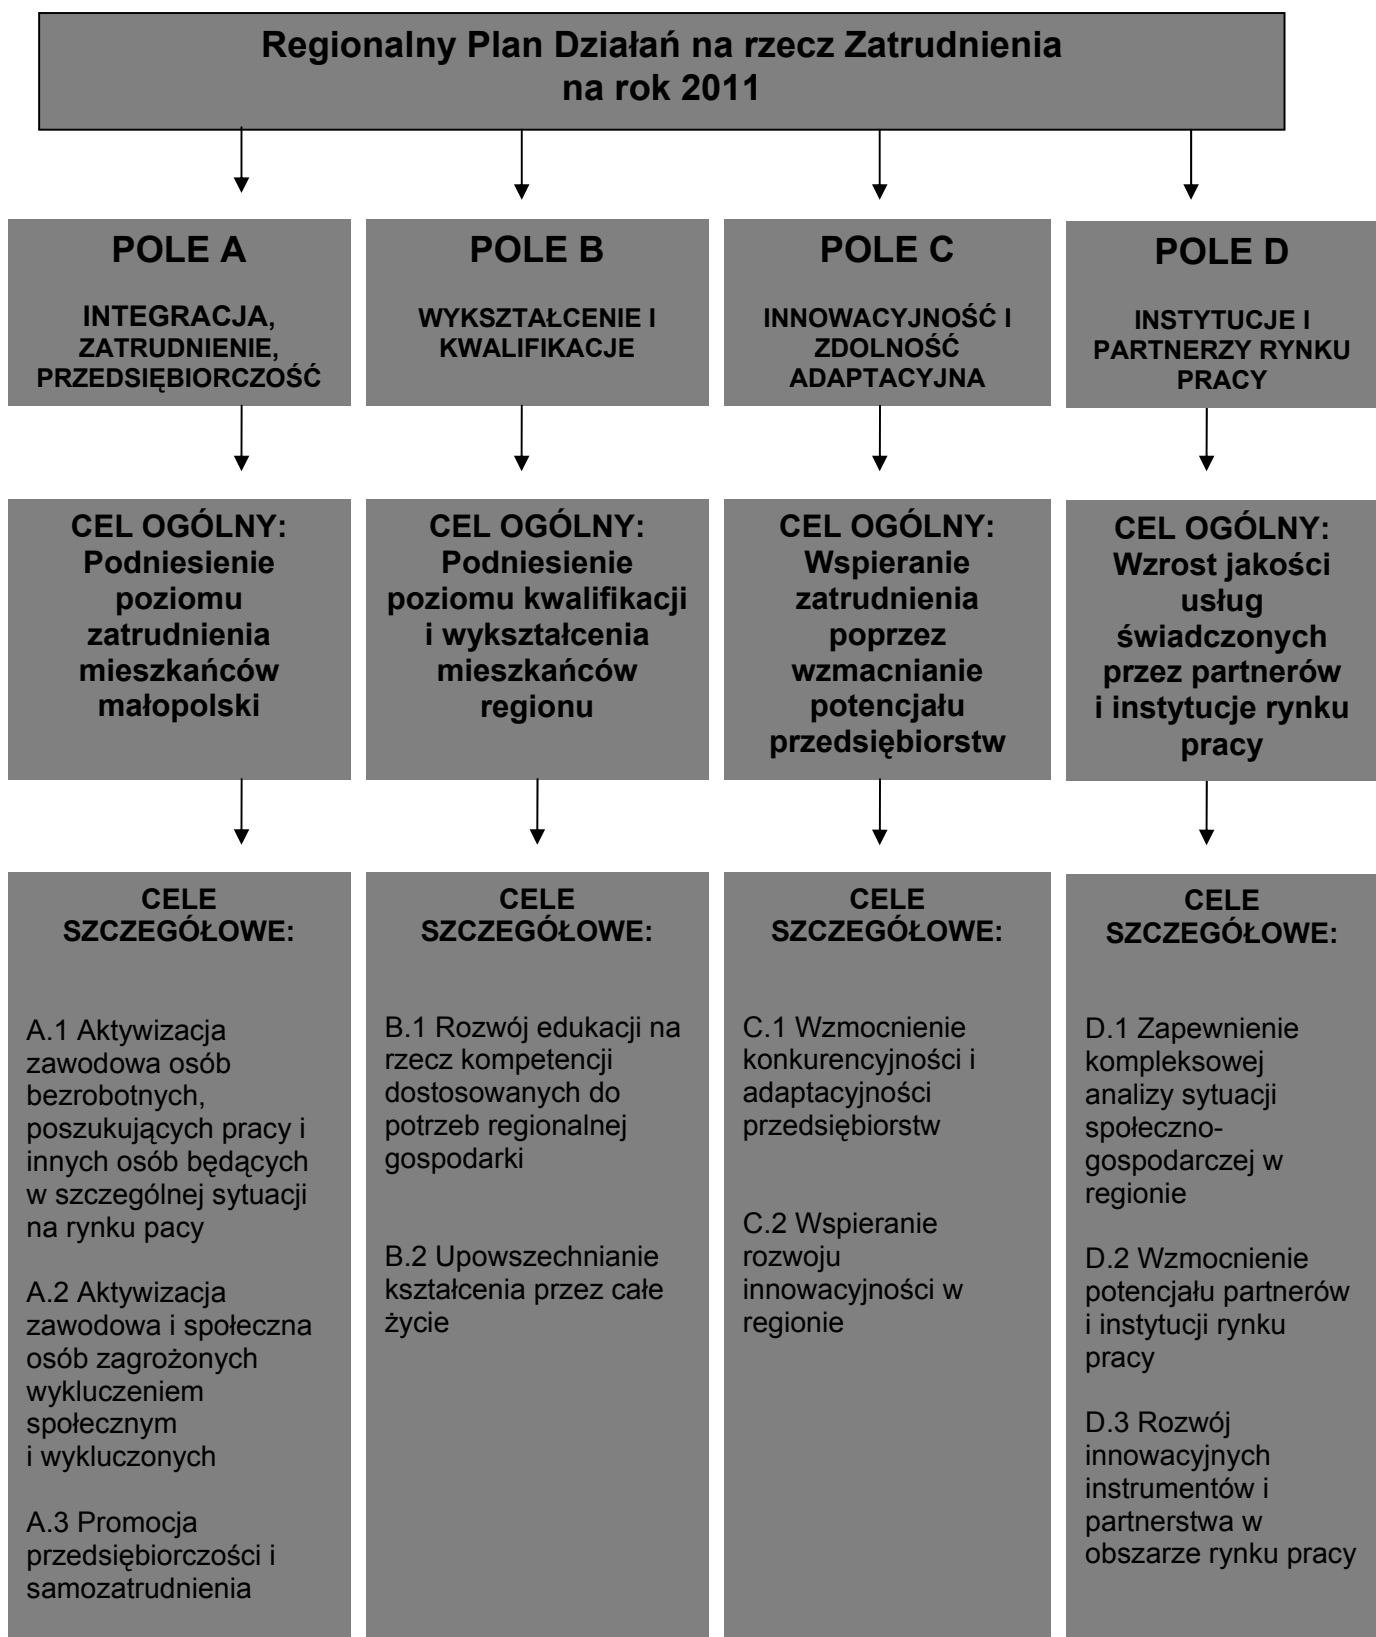 Regionalny Plan Działań na rzecz Zatrudnienia
na rok 2011
POLE A
INTEGRACJA,
ZATRUDNIENIE,
PRZEDSIĘBIORCZOŚĆ
POLE B
WYKSZTAŁCENIE I
KWALIFIKACJE
POLE C
INNOWACYJNOŚĆ I
ZDOLNOŚĆ
ADAPTACYJNA
POLE D
INSTYTUCJE I
PARTNERZY RYNKU
PRACY
CEL OGÓLNY:
Podniesienie
poziomu
zatrudnienia
mieszkańców
małopolski
CEL OGÓLNY:
Podniesienie
poziomu kwalifikacji
i wykształcenia
mieszkańców
regionu
CEL OGÓLNY:
Wspieranie
zatrudnienia
poprzez
wzmacnianie
potencjału
przedsiębiorstw
CEL OGÓLNY:
Wzrost jakości
usług
świadczonych
przez partnerów
i instytucje rynku
pracy
CELE
SZCZEGÓŁOWE:
A.1 Aktywizacja
zawodowa osób
bezrobotnych,
poszukujących pracy i
innych osób będących
w szczególnej sytuacji
na rynku pacy
A.2 Aktywizacja
zawodowa i społeczna
osób zagrożonych
wykluczeniem
społecznym
i wykluczonych
A.3 Promocja
przedsiębiorczości i
samozatrudnienia
CELE
SZCZEGÓŁOWE:
B.1 Rozwój edukacji na
rzecz kompetencji
dostosowanych do
potrzeb regionalnej
gospodarki
B.2 Upowszechnianie
kształcenia przez całe
życie
CELE
SZCZEGÓŁOWE:
C.1 Wzmocnienie
konkurencyjności i
adaptacyjności
przedsiębiorstw
C.2 Wspieranie
rozwoju
innowacyjności w
regionie
CELE
SZCZEGÓŁOWE:
D.1 Zapewnienie
kompleksowej
analizy sytuacji
społeczno-
gospodarczej w
regionie
D.2 Wzmocnienie
potencjału partnerów
i instytucji rynku
pracy
D.3 Rozwój
innowacyjnych
instrumentów i
partnerstwa w
obszarze rynku pracy